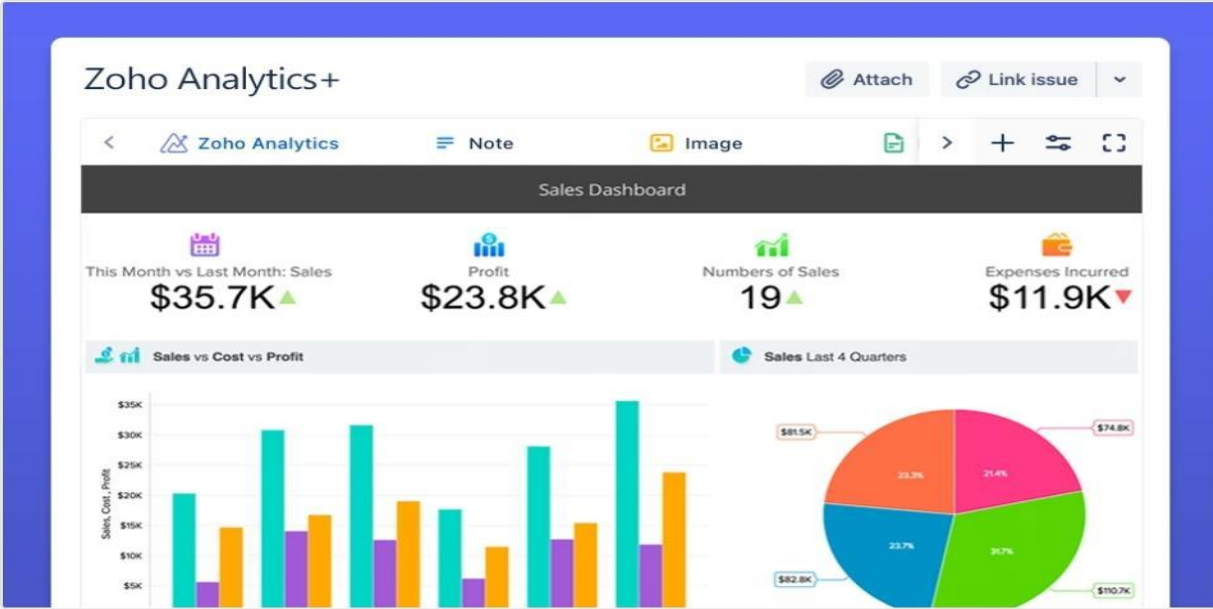 Zoho Analytics+
Attach
Link issue
Zoho Analytics
Note
Image
Sales Dashboard
This Month vs Last Month: Sales
$35.7K
Profit
$23.8K
Numbers of Sales
19
Expenses Incurred
$11.9K
Sales vs Cost vs Profit
Sales, Cost , Profit
$35K
$30K
$25K
$20K
$15K
$10K
$5K
Sales Last 4 Quarters
$81.5K
$74.8K
23.3%
21.4%
23.7%
31.7%
$82.8K
$110.7K